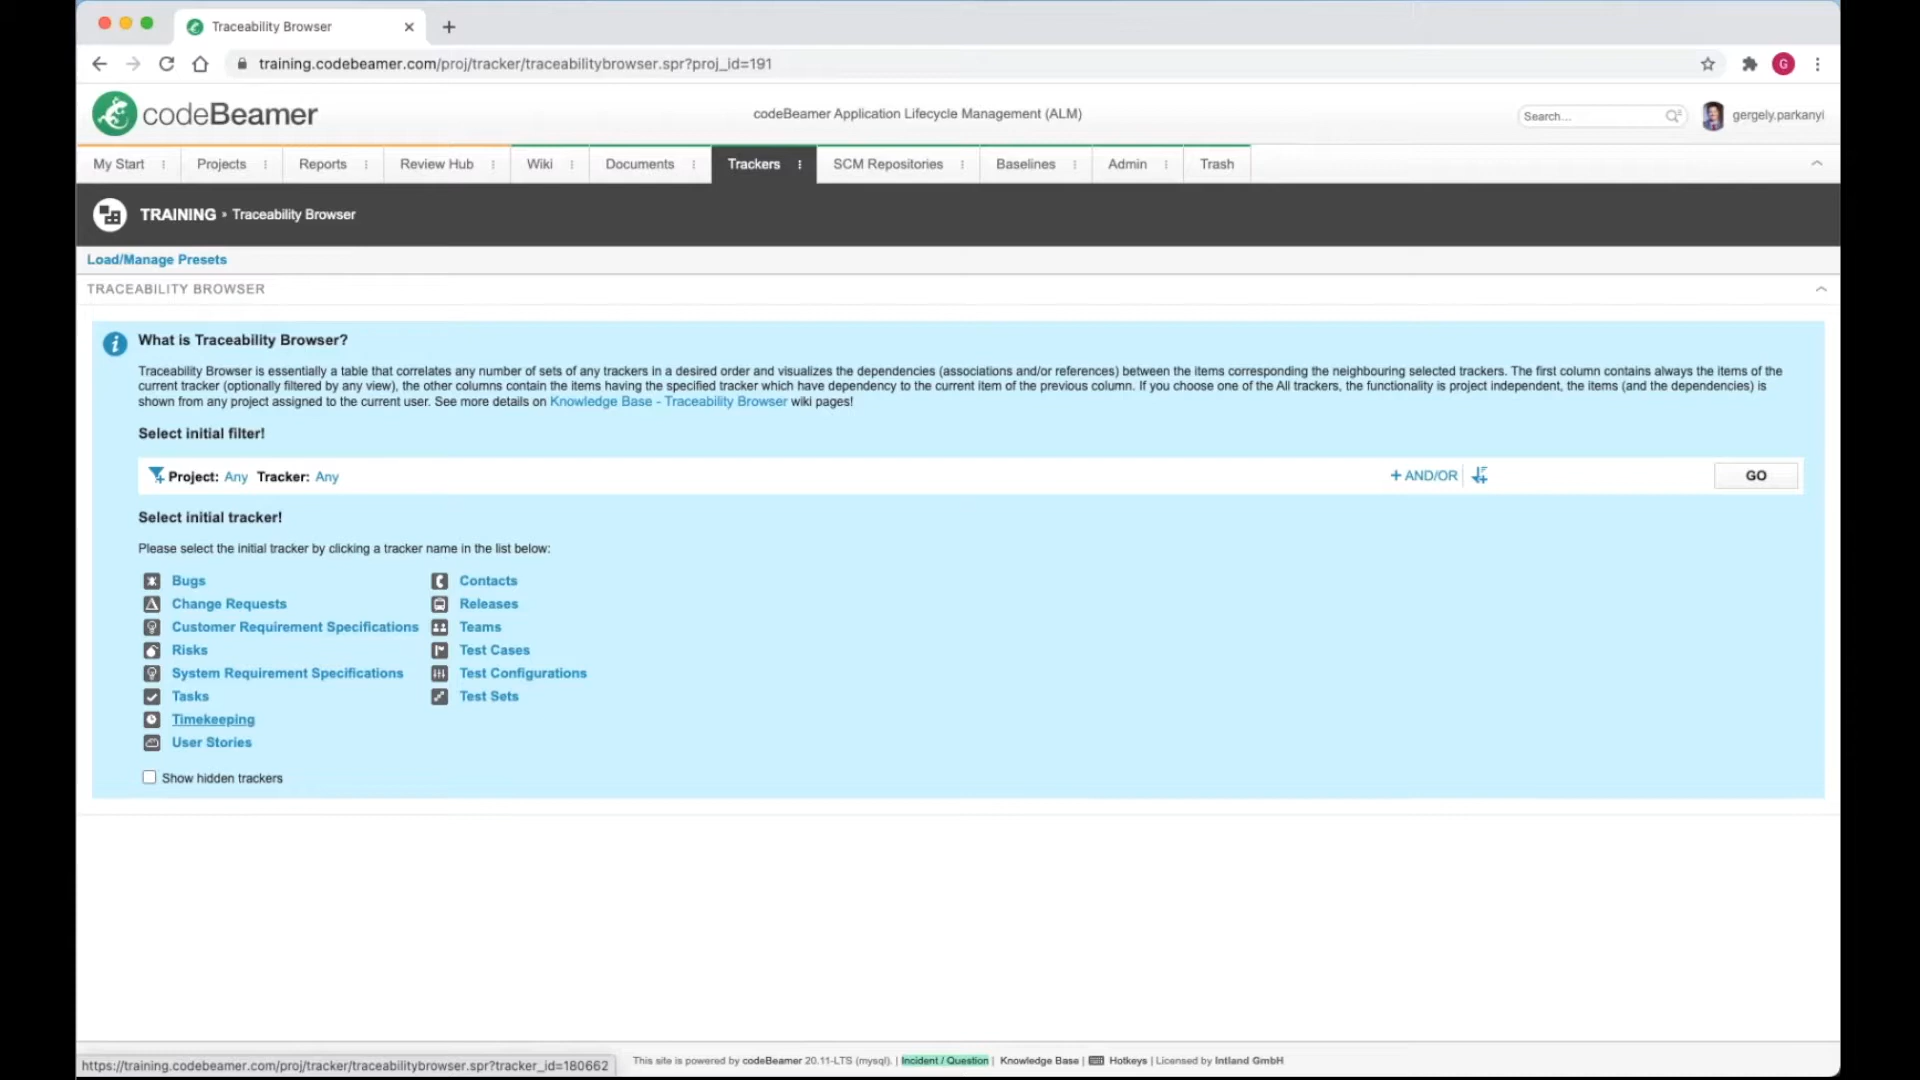 Traceability Browser
training.codebeamer.com/proj/tracker/traceabilitybrowser.spr?proj_id=191
G
codeBeamer
codeBeamer Application Lifecycle Management (ALM)
Search...
gergely.parkanyi
My Start
Projects
Reports
Review Hub
Wiki
Documents
Trackers
SCM Repositories
Baselines
Admin
Trash
TRAINING » Traceability Browser
Load/Manage Presets
TRACEABILITY BROWSER
What is Traceability Browser?
Traceability Browser is essentially a table that correlates any number of sets of any trackers in a desired order and visualizes the dependencies (associations and/or references) between the items corresponding the neighbouring selected trackers. The first column contains always the items of the
current tracker (optionally filtered by any view), the other columns contain the items having the specified tracker which have dependency to the current item of the previous column. If you choose one of the All trackers, the functionality is project independent, the items (and the dependencies) is
shown from any project assigned to the current user. See more details on Knowledge Base - Traceability Browser wiki pages!
Select initial filter!
Project: Any Tracker: Any
+ AND/OR
GO
Select initial tracker!
Please select the initial tracker by clicking a tracker name in the list below:
Bugs
Change Requests
Customer Requirement Specifications
Risks
System Requirement Specifications
Tasks
Timekeeping
User Stories
Contacts
Releases
Teams
Test Cases
Test Configurations
Test Sets
Show hidden trackers
https://training.codebeamer.com/proj/tracker/traceabilitybrowser.spr?tracker_id=180662
This site is powered by codeBeamer 20.11-LTS (mysql). | Incident / Question | Knowledge Base | Hotkeys | Licensed by Intland GmbH